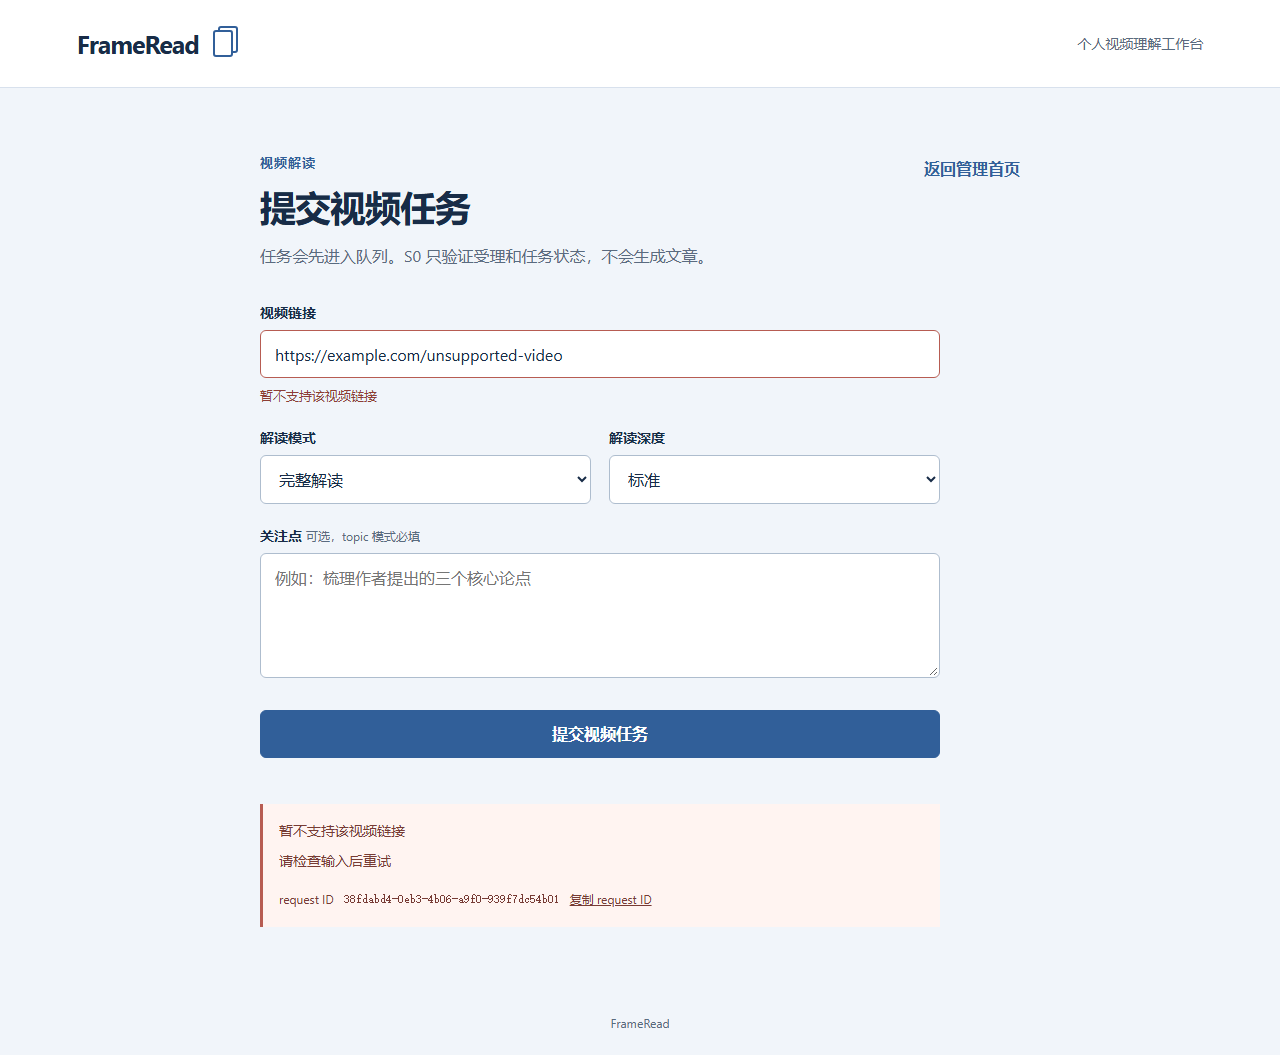 FrameRead
个人视频理解工作台
视频解读
返回管理首页
提交视频任务
任务会先进入队列。S0 只验证受理和任务状态，不会生成文章。
视频链接
https://example.com/unsupported-video
暂不支持该视频链接
解读模式
解读深度
完整解读
标准
关注点 可选，topic 模式必填
例如：梳理作者提出的三个核心论点
提交视频任务
暂不支持该视频链接
请检查输入后重试
request ID 38fdabd4-0eb3-4b06-a9f0-939f7dc54b01 复制 request ID
FrameRead